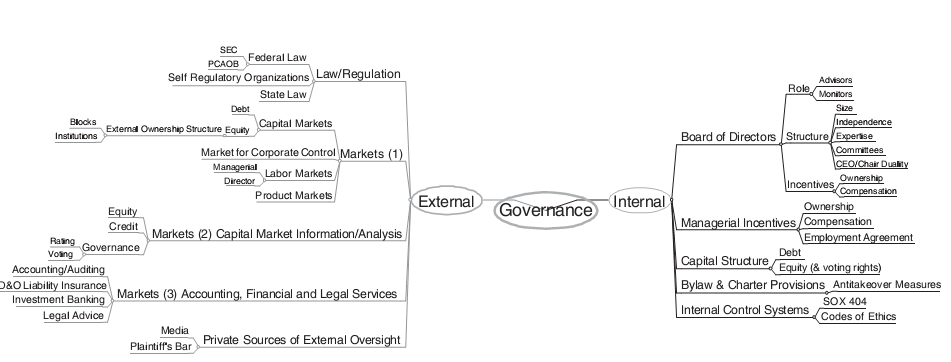 Governance
External
Law/Regulation
Federal Law
SEC
PCAOB
Self Regulatory Organizations
State Law
Markets (1)
Capital Markets
Debt
Equity
External Ownership Structure
Blocks
Institutions
Market for Corporate Control
Labor Markets
Managerial
Director
Product Markets
Markets (2) Capital Market Information/Analysis
Equity
Credit
Governance
Rating
Voting
Markets (3) Accounting, Financial and Legal Services
Accounting/Auditing
D&O Liability Insurance
Investment Banking
Legal Advice
Private Sources of External Oversight
Media
Plaintiff's Bar
Internal
Board of Directors
Role
Advisors
Monitors
Structure
Size
Independence
Expertise
Committees
CEO/Chair Duality
Incentives
Ownership
Compensation
Managerial Incentives
Ownership
Compensation
Employment Agreement
Capital Structure
Debt
Equity (& voting rights)
Bylaw & Charter Provisions
Antitakeover Measures
Internal Control Systems
SOX 404
Codes of Ethics